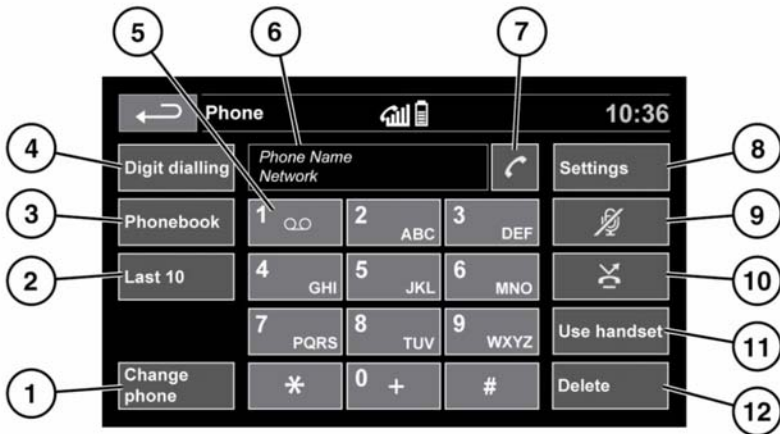 5
6
7
Phone
10:36
4
Digit dialling
Phone Name
Network
Settings
8
3
Phonebook
1
2 ABC
3 DEF
9
2
Last 10
4 GHI
5 JKL
6 MNO
10
7 PQRS
8 TUV
9 WXYZ
Use handset
11
1
Change
phone
*
0 +
#
Delete
12